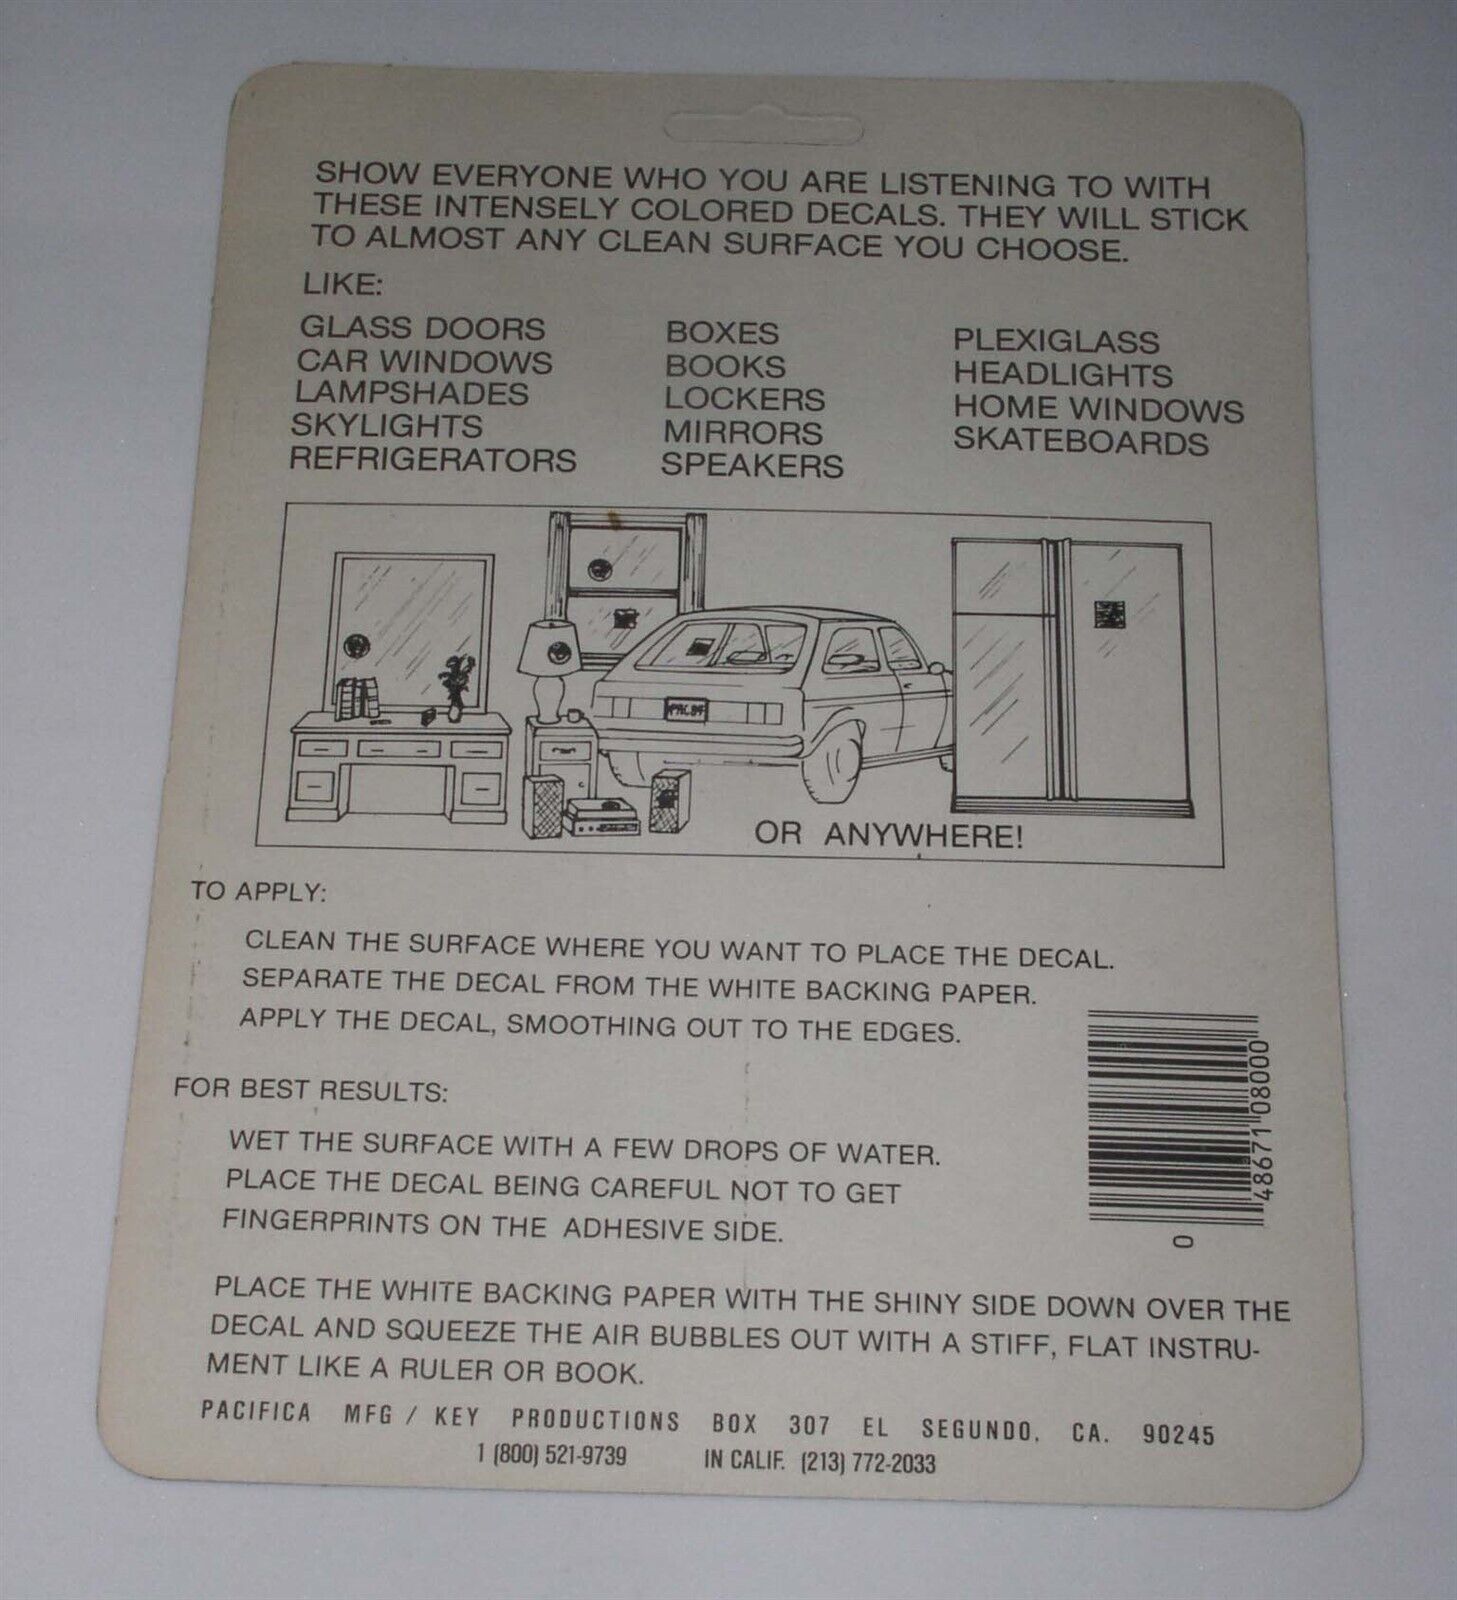 SHOW EVERYONE WHO YOU ARE LISTENING TO WITH
THESE INTENSELY COLORED DECALS. THEY WILL STICK
TO ALMOST ANY CLEAN SURFACE YOU CHOOSE.
LIKE:
GLASS DOORS
CAR WINDOWS
LAMPSHADES
SKYLIGHTS
REFRIGERATORS
BOXES
BOOKS
LOCKERS
MIRRORS
SPEAKERS
PLEXIGLASS
HEADLIGHTS
HOME WINDOWS
SKATEBOARDS
OR ANYWHERE!
TO APPLY:
CLEAN THE SURFACE WHERE YOU WANT TO PLACE THE DECAL.
SEPARATE THE DECAL FROM THE WHITE BACKING PAPER.
APPLY THE DECAL, SMOOTHING OUT TO THE EDGES.
FOR BEST RESULTS:
WET THE SURFACE WITH A FEW DROPS OF WATER.
PLACE THE DECAL BEING CAREFUL NOT TO GET
FINGERPRINTS ON THE ADHESIVE SIDE.
PLACE THE WHITE BACKING PAPER WITH THE SHINY SIDE DOWN OVER THE
DECAL AND SQUEEZE THE AIR BUBBLES OUT WITH A STIFF, FLAT INSTRU-
MENT LIKE A RULER OR BOOK.
0 48671 08000
PACIFICA MFG / KEY PRODUCTIONS BOX 307 EL SEGUNDO, CA. 90245
1 (800) 521-9739 IN CALIF. (213) 772-2033